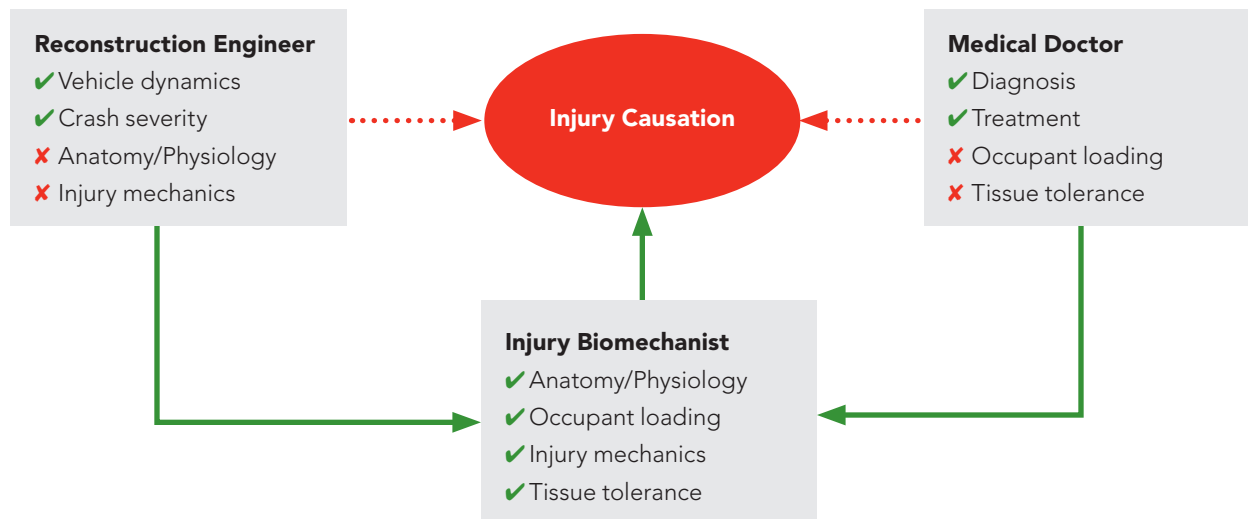 Reconstruction Engineer
✔ Vehicle dynamics
✔ Crash severity
✘ Anatomy/Physiology
✘ Injury mechanics
Injury Causation
Medical Doctor
✔ Diagnosis
✔ Treatment
✘ Occupant loading
✘ Tissue tolerance
Injury Biomechanist
✔ Anatomy/Physiology
✔ Occupant loading
✔ Injury mechanics
✔ Tissue tolerance